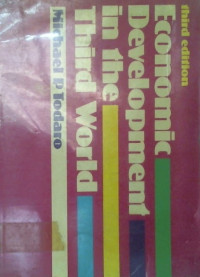 third edition
Economic
Development
in the
Third World
Michael P. Todaro